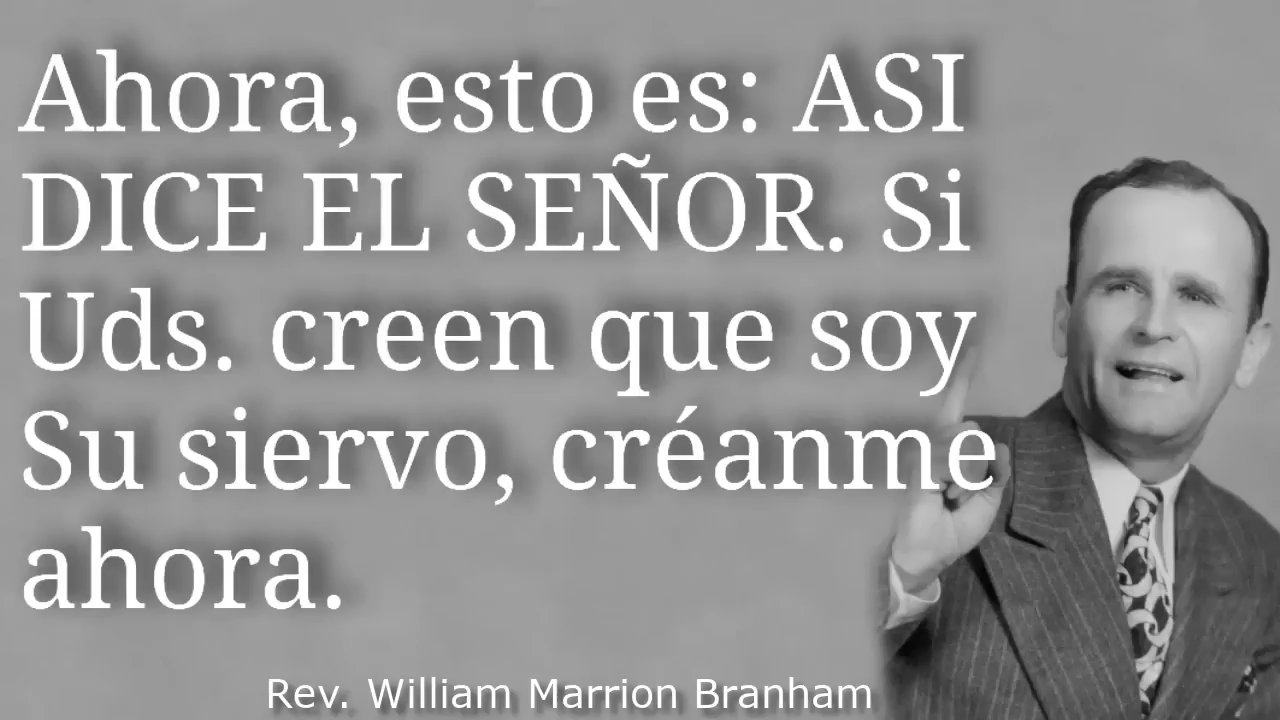 Ahora, esto es: ASI
DICE EL SEÑOR. Si
Uds. creen que soy
Su siervo, créanme
ahora.
Rev. William Marrion Branham